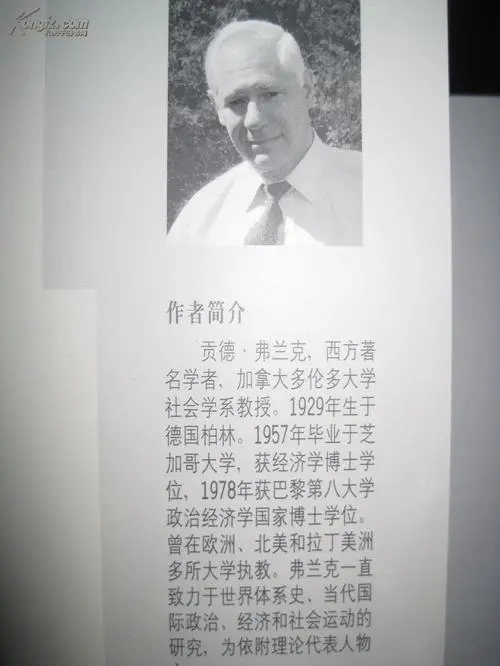 Kongfz.com
孔夫子旧书网
作者简介
贡德·弗兰克，西方著
名学者，加拿大多伦多大学
社会学系教授。1929年生于
德国柏林。1957年毕业于芝
加哥大学，获经济学博士学
位，1978年获巴黎第八大学
政治经济学国家博士学位。
曾在欧洲、北美和拉丁美洲
多所大学执教。弗兰克一直
致力于世界体系史、当代国
际政治、经济和社会运动的
研究，为依附理论代表人物